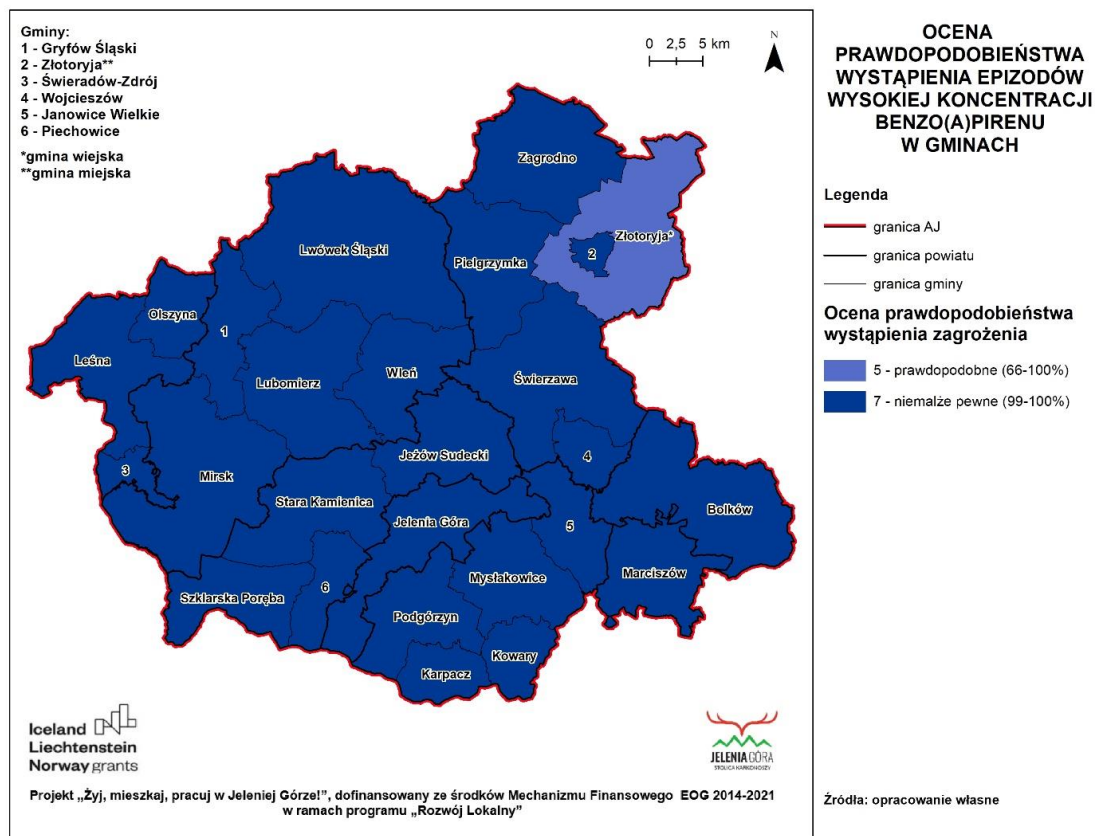 Gminy:
1 - Gryfów Śląski
2 - Złotoryja**
3 - Świeradów-Zdrój
4 - Wojcieszów
5 - Janowice Wielkie
6 - Piechowice
*gmina wiejska
**gmina miejska
0 2,5 5 km
N
Zagrodno
Złotoryja*
2
Lwówek Śląski
Pielgrzymka
Olszyna
1
Leśna
Lubomierz
Wleń
Świerzawa
Jeżów Sudecki
4
3
Mirsk
Stara Kamienica
Jelenia Góra
5
Bolków
Marciszów
Mysłakowice
6
Szklarska Poręba
Podgórzyn
Kowary
Karpacz
Iceland
Liechtenstein
Norway grants
JELENIA GÓRA
STOLICA KARKONOSZY
Projekt „Żyj, mieszkaj, pracuj w Jeleniej Górze!”, dofinansowany ze środków Mechanizmu Finansowego EOG 2014-2021
w ramach programu „Rozwój Lokalny”
OCENA
PRAWDOPODOBIEŃSTWA
WYSTĄPIENIA EPIZODÓW
WYSOKIEJ KONCENTRACJI
BENZO(A)PIRENU
W GMINACH
Legenda
granica AJ
granica powiatu
granica gminy
Ocena prawdopodobieństwa
wystąpienia zagrożenia
5 - prawdopodobne (66-100%)
7 - niemalże pewne (99-100%)
Źródła: opracowanie własne